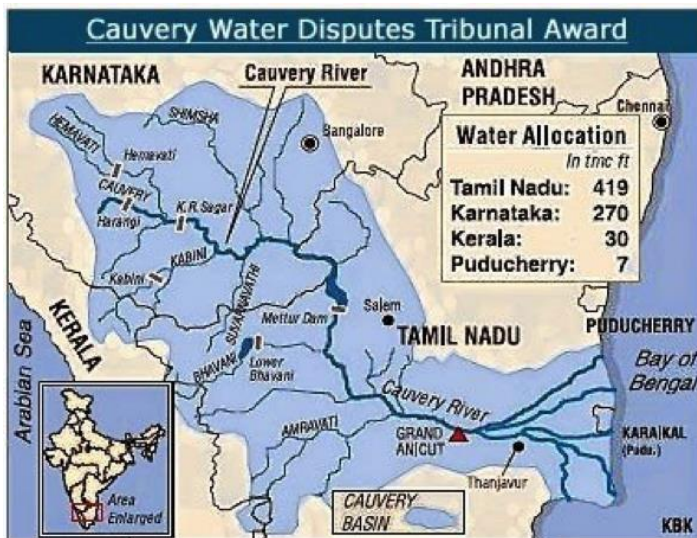 Cauvery Water Disputes Tribunal Award
KARNATAKA
Cauvery River
ANDHRA
PRADESH
Chennai
SHIMSHA
Bangalore
HEMAVATI
Hemavati
CAUVERY
Harangi
K.R. Sagar
KABINI
Kabini
SUVARNAVATHI
Water Allocation
In tmc ft
Tamil Nadu: 419
Karnataka: 270
Kerala: 30
Puducherry: 7
KERALA
Arabian Sea
Mettur Dam
Salem
TAMIL NADU
PUDUCHERRY
Bay of
Bengal
BHAVANI
Lower
Bhavani
AMRAVATI
Cauvery River
GRAND
ANICUT
KARAIKAL
(Pudu.)
Thanjavur
Area
Enlarged
CAUVERY
BASIN
KBK